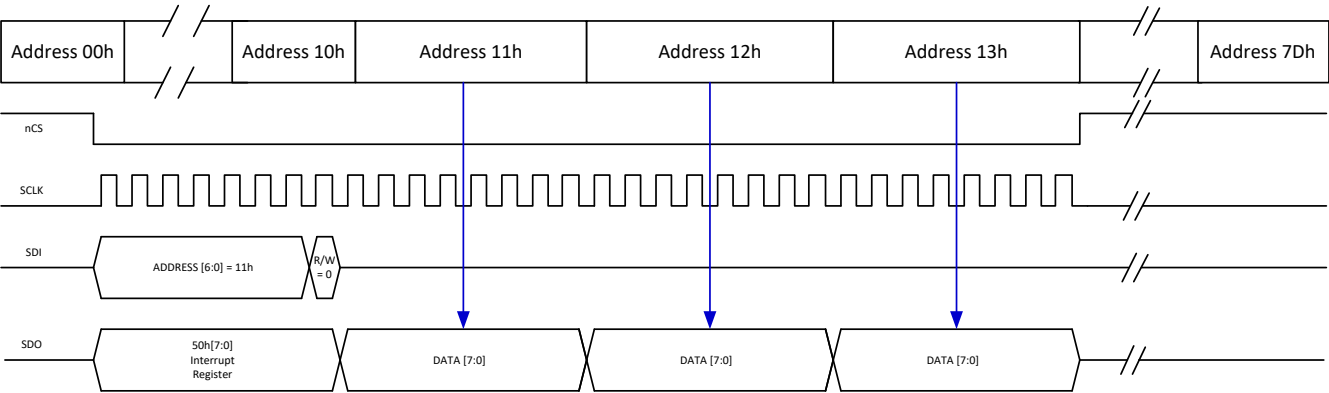 Address 00h
Address 10h
Address 11h
Address 12h
Address 13h
Address 7Dh
nCS
SCLK
SDI
ADDRESS [6:0] = 11h
R/W
= 0
SDO
50h[7:0]
Interrupt
Register
DATA [7:0]
DATA [7:0]
DATA [7:0]